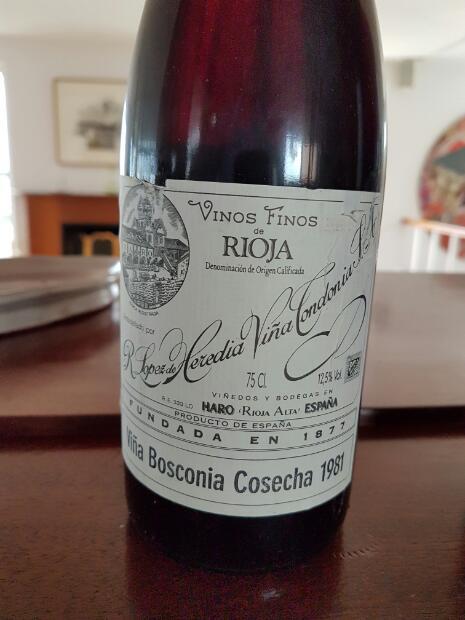 Vinos Finos
de
RIOJA
Denominación de Origen Calificada
R. Lopez de Heredia Viña Tondonia, S.A.
75 Cl.
12,5% Vol.
VIÑEDOS Y BODEGAS EN
HARO (RIOJA ALTA) ESPAÑA
PRODUCTO DE ESPAÑA
FUNDADA EN 1877
Viña Bosconia Cosecha 1981